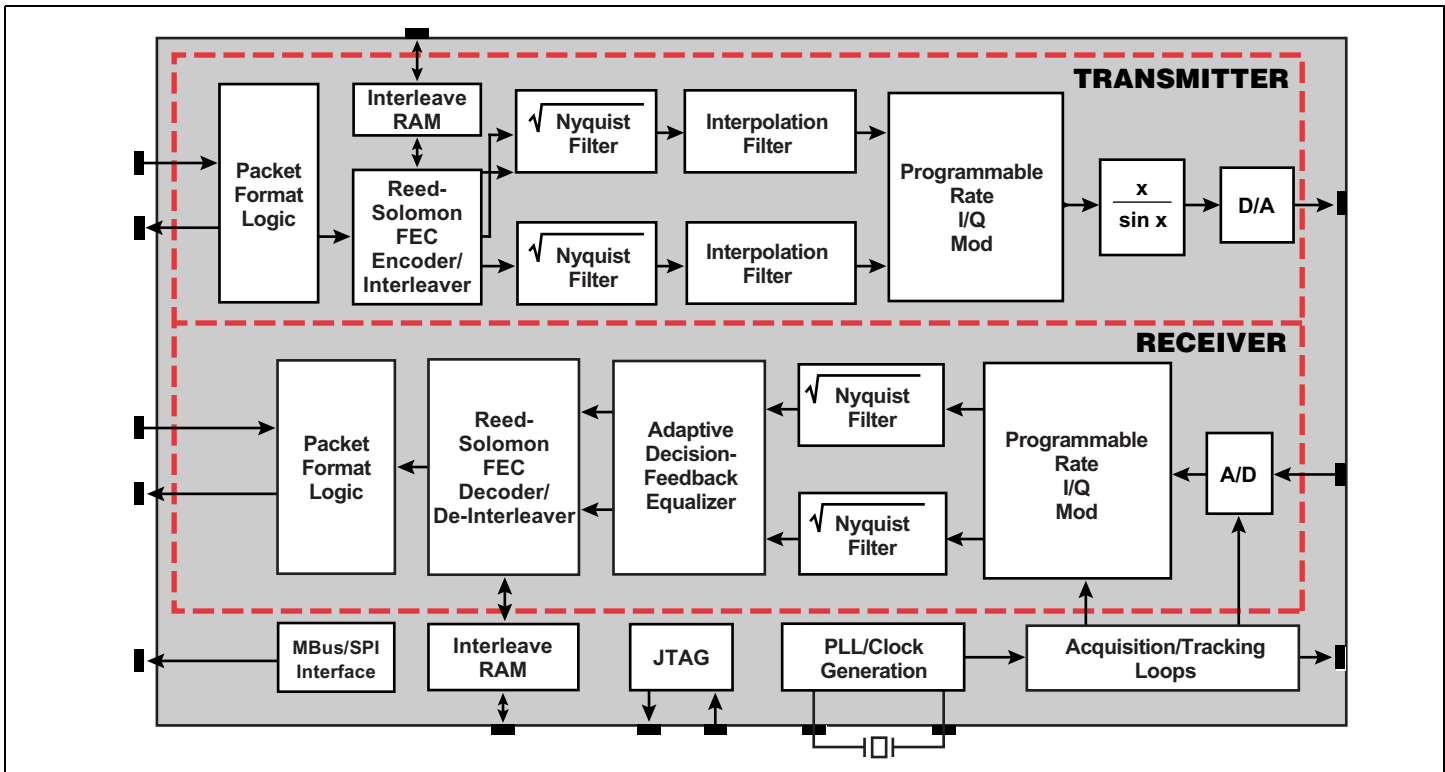 TRANSMITTER
Packet
Format
Logic
Interleave
RAM
Reed-
Solomon
FEC
Encoder/
Interleaver
√ Nyquist
Filter
Interpolation
Filter
√ Nyquist
Filter
Interpolation
Filter
Programmable
Rate
I/Q
Mod
x
sin x
D/A
RECEIVER
Packet
Format
Logic
Reed-
Solomon
FEC
Decoder/
De-Interleaver
Adaptive
Decision-
Feedback
Equalizer
√ Nyquist
Filter
√ Nyquist
Filter
Programmable
Rate
I/Q
Mod
A/D
MBus/SPI
Interface
Interleave
RAM
JTAG
PLL/Clock
Generation
Acquisition/Tracking
Loops